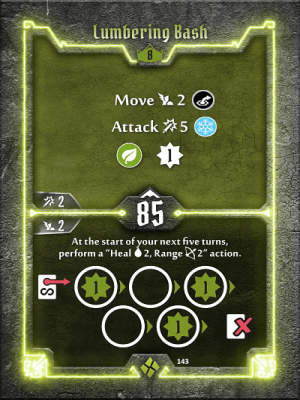 Lumbering Bash
8
Move 2
Attack 5
1
2
85
2
At the start of your next five turns,
perform a "Heal 2, Range 2" action.
S 1 1
1
143